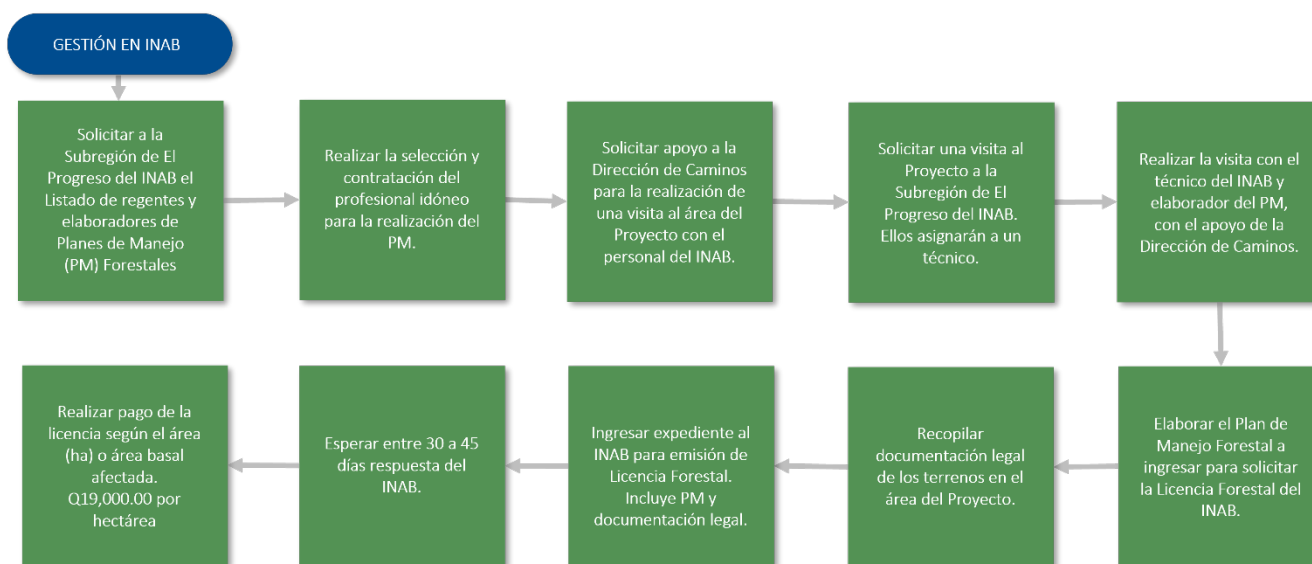 GESTIÓN EN INAB
Solicitar a la
Subregión de El
Progreso del INAB el
Listado de regentes y
elaboradores de
Planes de Manejo
(PM) Forestales
Realizar la selección y
contratación del
profesional idóneo
para la realización del
PM.
Solicitar apoyo a la
Dirección de Caminos
para la realización de
una visita al área del
Proyecto con el
personal del INAB.
Solicitar una visita al
Proyecto a la
Subregión de El
Progreso del INAB.
Ellos asignarán a un
técnico.
Realizar la visita con el
técnico del INAB y
elaborador del PM,
con el apoyo de la
Dirección de Caminos.
Elaborar el Plan de
Manejo Forestal a
ingresar para solicitar
la Licencia Forestal del
INAB.
Recopilar
documentación legal
de los terrenos en el
área del Proyecto.
Ingresar expediente al
INAB para emisión de
Licencia Forestal.
Incluye PM y
documentación legal.
Esperar entre 30 a 45
días respuesta del
INAB.
Realizar pago de la
licencia según el área
(ha) o área basal
afectada.
Q19,000.00 por
hectárea